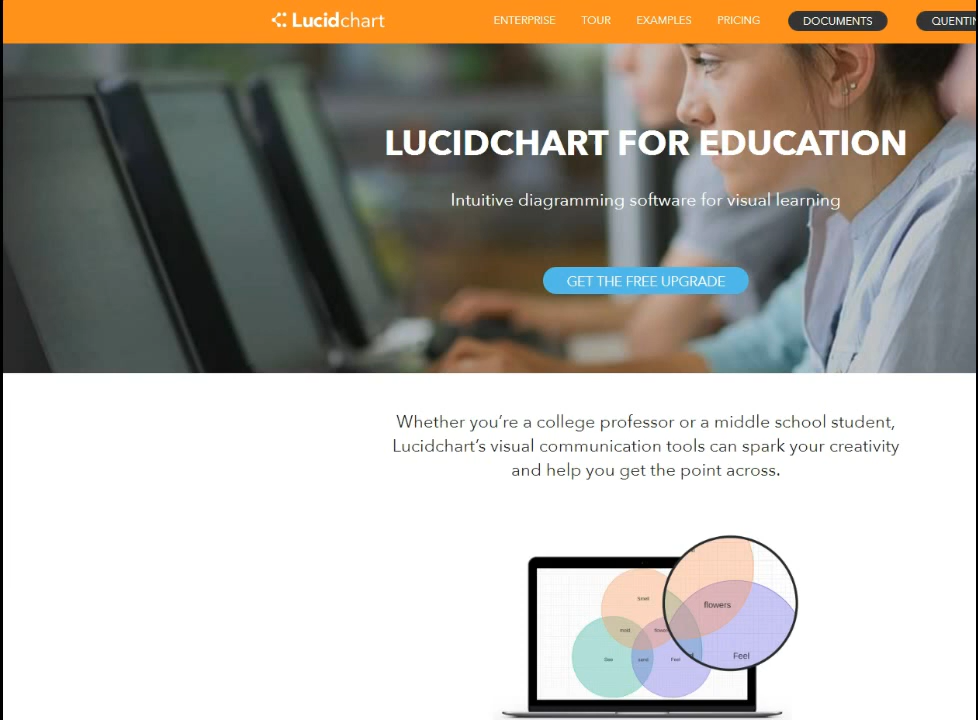 Lucidchart
ENTERPRISE TOUR EXAMPLES PRICING DOCUMENTS QUENTIN
LUCIDCHART FOR EDUCATION
Intuitive diagramming software for visual learning
GET THE FREE UPGRADE
Whether you're a college professor or a middle school student,
Lucidchart's visual communication tools can spark your creativity
and help you get the point across.
flowers
Feel
Feel